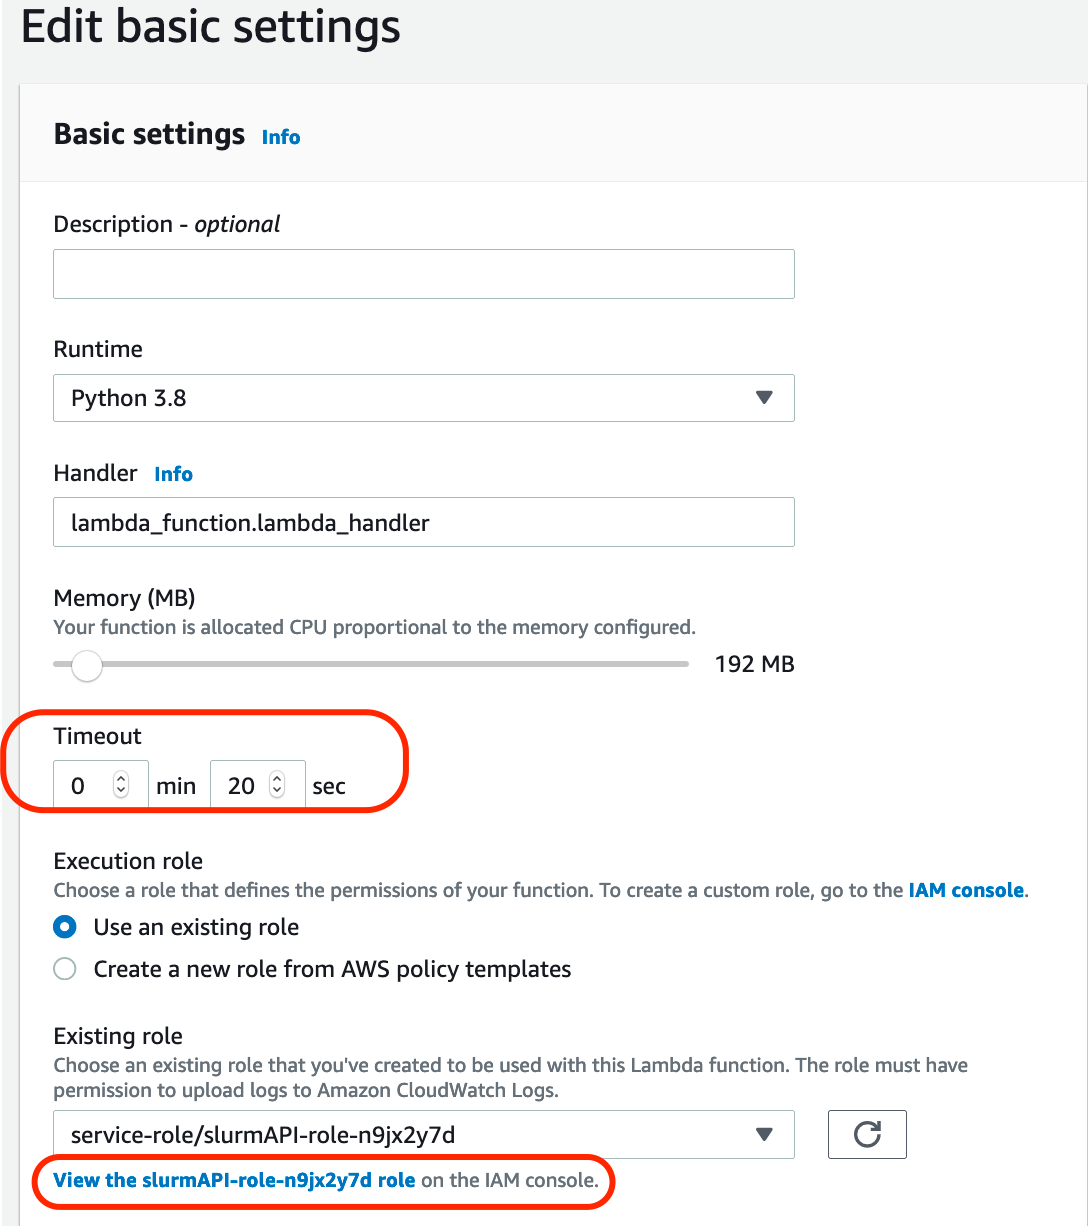 Edit basic settings
Basic settings Info
Description - optional
Runtime
Python 3.8
Handler Info
lambda_function.lambda_handler
Memory (MB)
Your function is allocated CPU proportional to the memory configured.
192 MB
Timeout
0 min 20 sec
Execution role
Choose a role that defines the permissions of your function. To create a custom role, go to the IAM console.
Use an existing role
Create a new role from AWS policy templates
Existing role
Choose an existing role that you've created to be used with this Lambda function. The role must have
permission to upload logs to Amazon CloudWatch Logs.
service-role/slurmAPI-role-n9jx2y7d
View the slurmAPI-role-n9jx2y7d role on the IAM console.